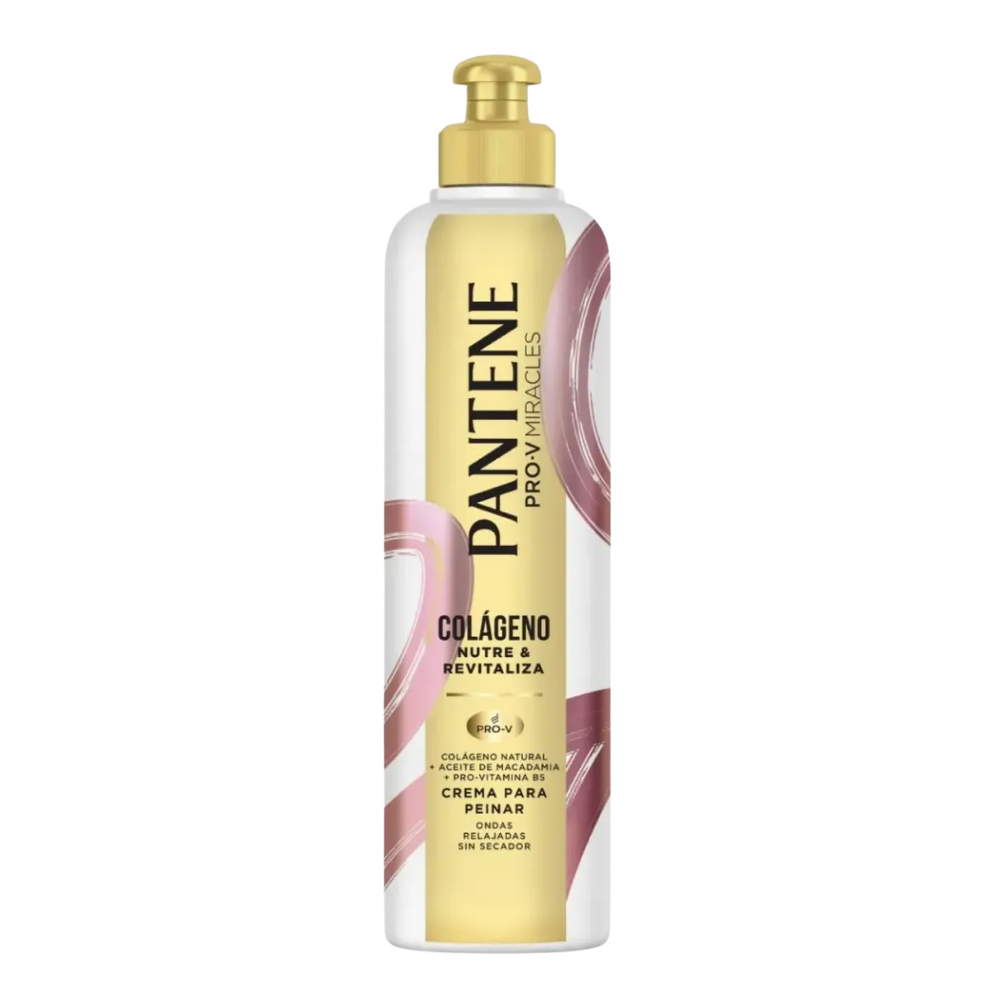 PANTENE
PRO-V MIRACLES
COLÁGENO
NUTRE &
REVITALIZA
PRO-V
COLÁGENO NATURAL
+ ACEITE DE MACADAMIA
+ PRO-VITAMINA B5
CREMA PARA
PEINAR
ONDAS
RELAJADAS
SIN SECADOR